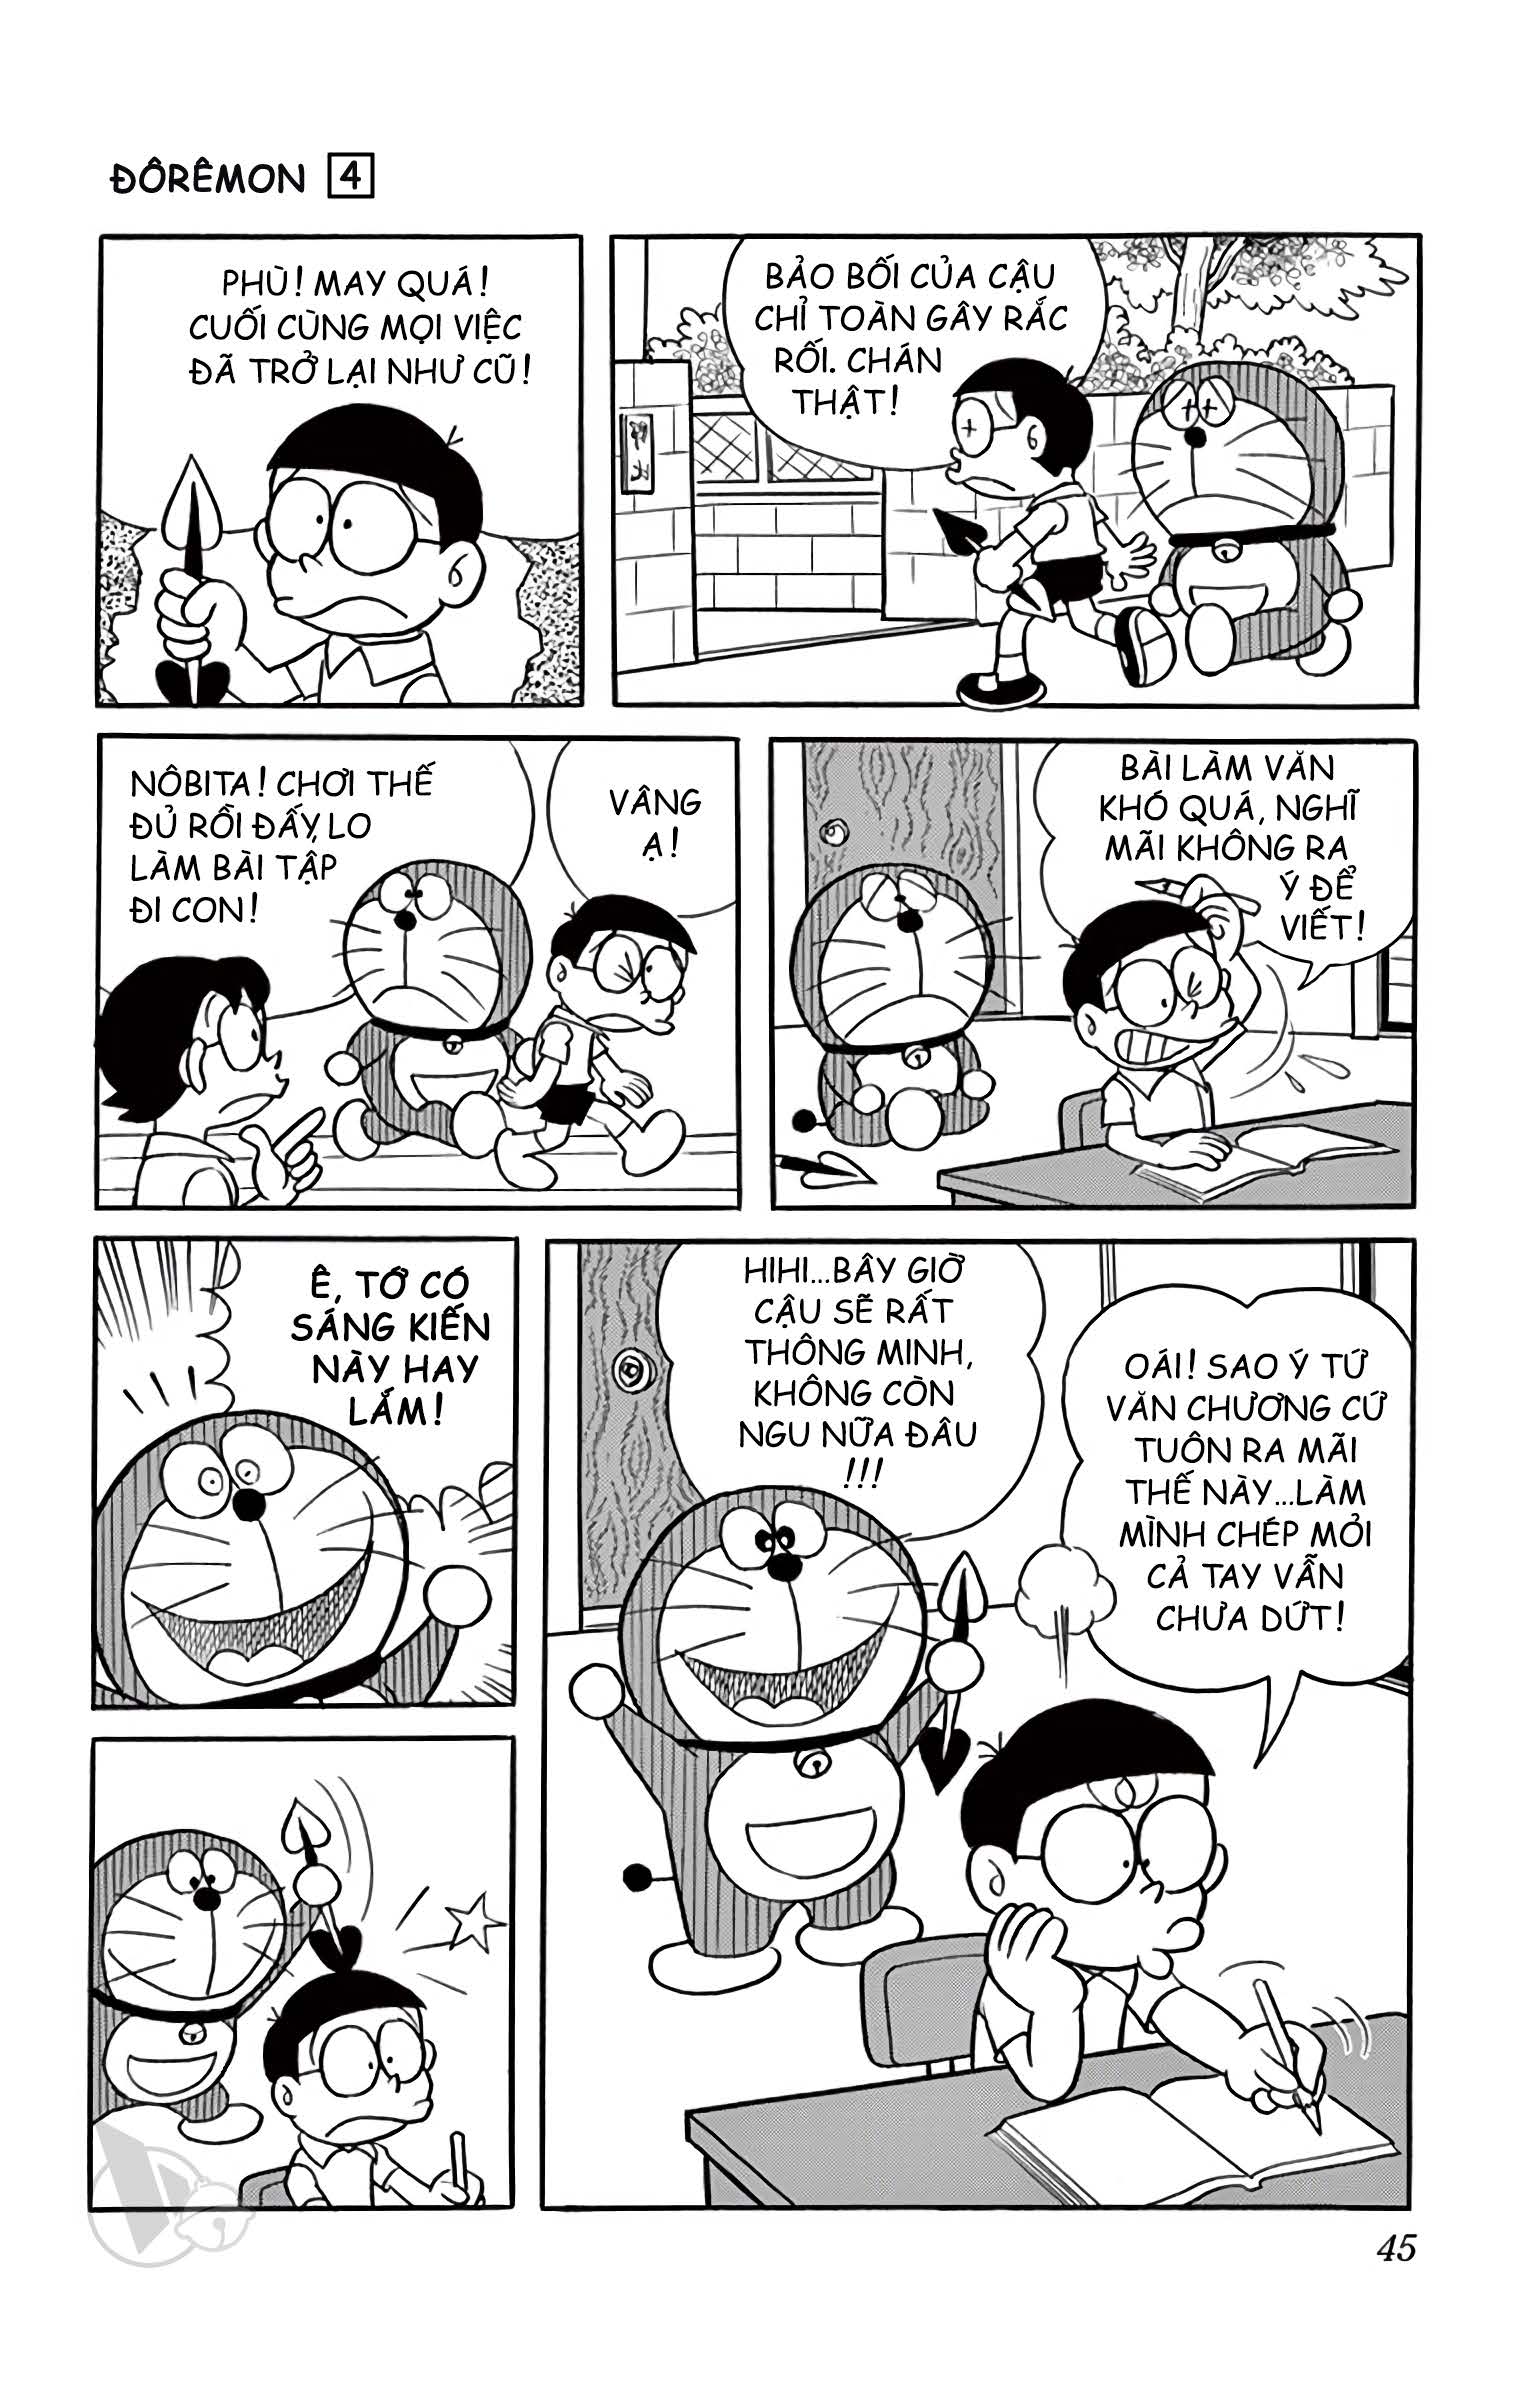 ĐÔRÊMON 4
PHÙ! MAY QUÁ!
CUỐI CÙNG MỌI VIỆC
ĐÃ TRỞ LẠI NHƯ CŨ!
BẢO BỐI CỦA CẬU
CHỈ TOÀN GÂY RẮC
RỐI. CHÁN
THẬT!
NÔBITA! CHƠI THẾ
ĐỦ RỒI ĐẤY, LO
LÀM BÀI TẬP
ĐI CON!
VÂNG
Ạ!
BÀI LÀM VĂN
KHÓ QUÁ, NGHĨ
MÃI KHÔNG RA
Ý ĐỂ
VIẾT!
Ê, TỚ CÓ
SÁNG KIẾN
NÀY HAY
LẮM!
HIHI...BÂY GIỜ
CẬU SẼ RẤT
THÔNG MINH,
KHÔNG CÒN
NGU NỮA ĐÂU
!!!
OÁI! SAO Ý TỨ
VĂN CHƯƠNG CỨ
TUÔN RA MÃI
THẾ NÀY...LÀM
MÌNH CHÉP MỎI
CẢ TAY VẪN
CHƯA DỨT!
45